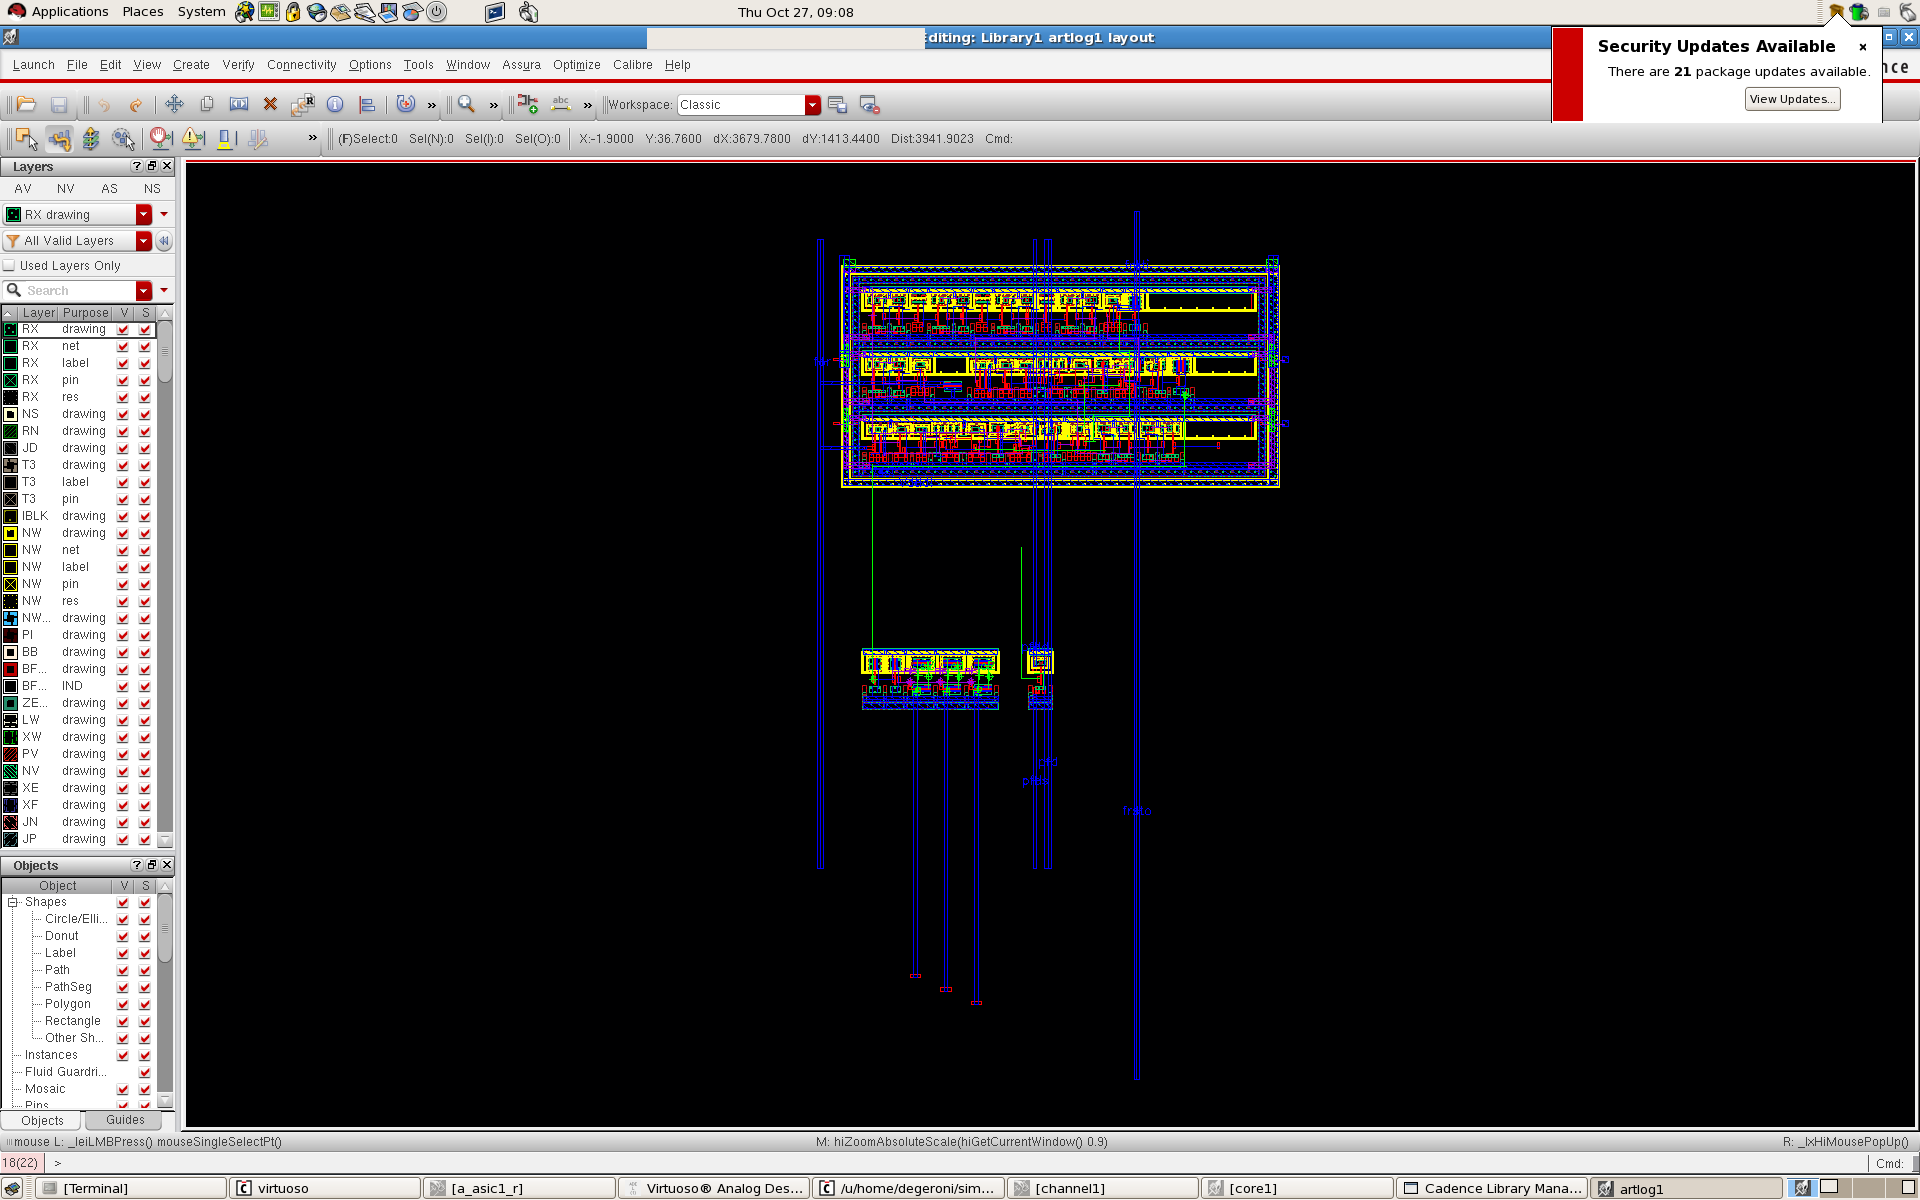 Applications Places System
Thu Oct 27, 09:08
diting: Library1 artlog1 layout
Security Updates Available
There are 21 package updates available.
View Updates...
Launch File Edit View Create Verify Connectivity Options Tools Window Assura Optimize Calibre Help
nce
» » » Workspace: Classic
» (F)Select:0 Sel(N):0 Sel(I):0 Sel(O):0 X:-1.9000 Y:36.7600 dX:3679.7800 dY:1413.4400 Dist:3941.9023 Cmd:
Layers
AV NV AS NS
RX drawing
All Valid Layers
Used Layers Only
Search
Layer Purpose V S
RX drawing
RX net
RX label
RX pin
RX res
NS drawing
RN drawing
JD drawing
T3 drawing
T3 label
T3 pin
IBLK drawing
NW drawing
NW net
NW label
NW pin
NW res
NW... drawing
PI drawing
BB drawing
BF... drawing
BF... IND
ZE... drawing
LW drawing
XW drawing
PV drawing
NV drawing
XE drawing
XF drawing
JN drawing
JP drawing
Objects
Object V S
Shapes
Circle/Elli...
Donut
Label
Path
PathSeg
Polygon
Rectangle
Other Sh...
Instances
Fluid Guardri...
Mosaic
Pins
Objects Guides
mouse L: _leiLMBPress() mouseSingleSelectPt()
M: hiZoomAbsoluteScale(hiGetCurrentWindow() 0.9)
R: _lxHiMousePopUp()
18(22) >
Cmd:
[Terminal] virtuoso [a_asic1_r] Virtuoso® Analog Des... /u/home/degeroni/sim... [channel1] [core1] Cadence Library Mana... artlog1